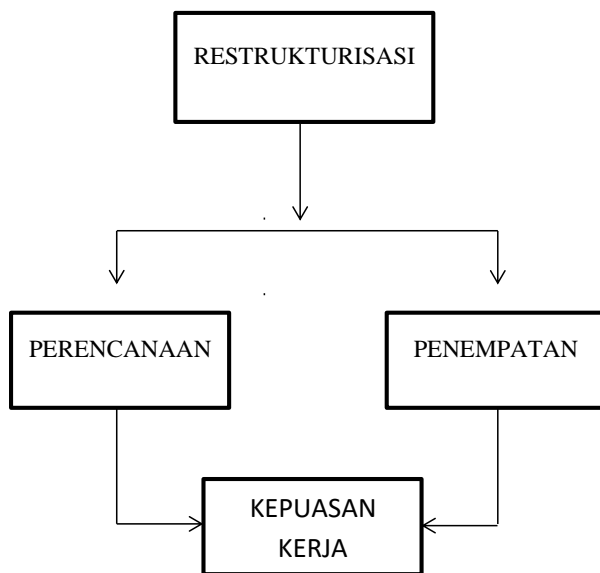 RESTRUKTURISASI
PERENCANAAN
PENEMPATAN
KEPUASAN
KERJA